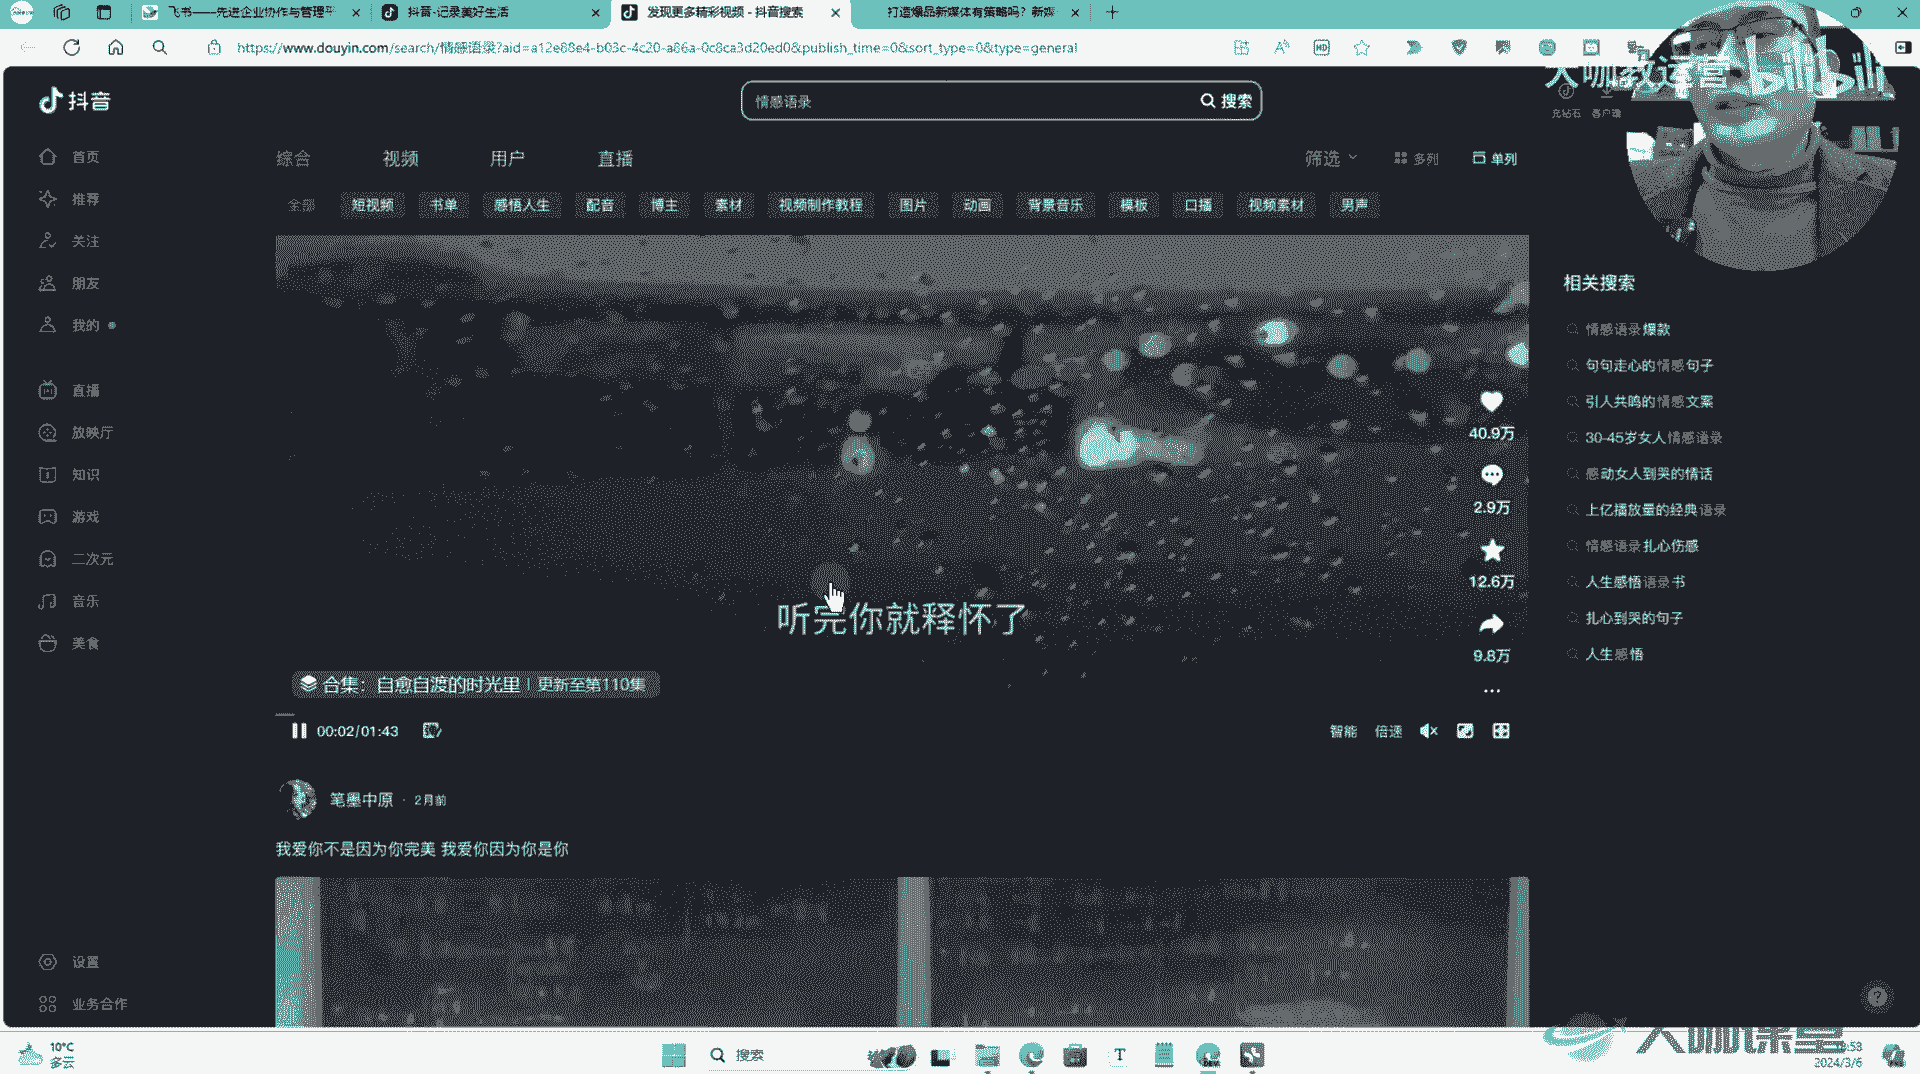 飞书——先进企业协作与管理平
抖音-记录美好生活
发现更多精彩视频 - 抖音搜索
打造爆品新媒体有策略吗？新媒
https://www.douyin.com/search/情感语录?aid=a12e88e4-b03c-4c20-a86a-0c8ca3d20ed0&publish_time=0&sort_type=0&type=general
大咖教运营 bilibili
抖音
情感语录
搜索
充钻石
客户端
首页
推荐
关注
朋友
我的
直播
放映厅
知识
游戏
二次元
音乐
美食
设置
业务合作
综合 视频 用户 直播
筛选 多列 单列
全部 短视频 书单 感悟人生 配音 博主 素材 视频制作教程 图片 动画 背景音乐 模板 口播 视频素材 男声
40.9万
2.9万
12.6万
9.8万
听完你就释怀了
合集：自愈自渡的时光里 | 更新至第110集
00:02/01:43
智能 倍速
笔墨中原 · 2月前
我爱你不是因为你完美 我爱你因为你是你
相关搜索
情感语录爆款
句句走心的情感句子
引人共鸣的情感文案
30-45岁女人情感语录
感动女人到哭的情话
上亿播放量的经典语录
情感语录扎心伤感
人生感悟语录书
扎心到哭的句子
人生感悟
大咖课堂
10°C
多云
搜索
2024/3/6